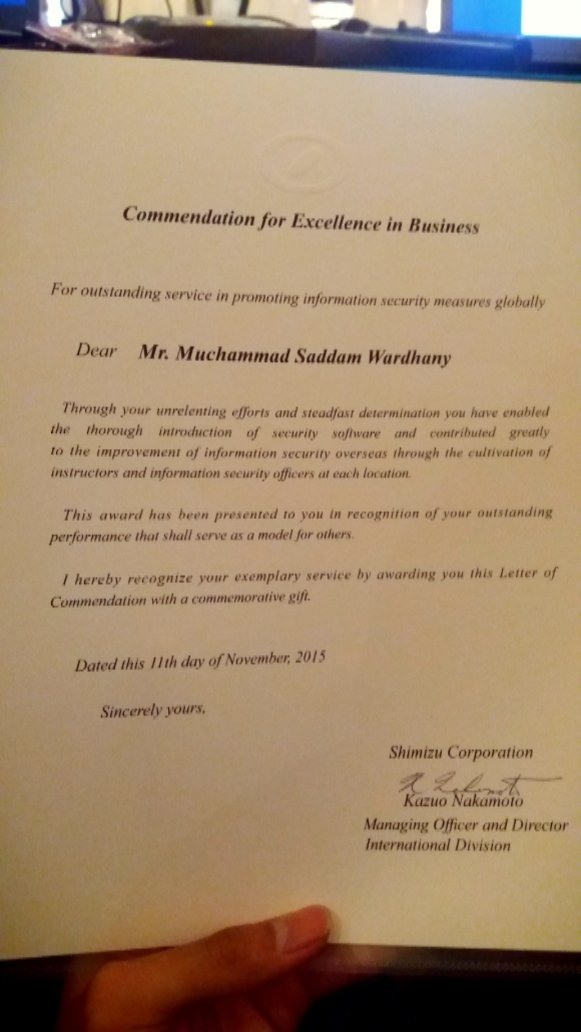 Commendation for Excellence in Business
For outstanding service in promoting information security measures globally
Dear Mr. Muchammad Saddam Wardhany
Through your unrelenting efforts and steadfast determination you have enabled
the thorough introduction of security software and contributed greatly
to the improvement of information security overseas through the cultivation of
instructors and information security officers at each location.
This award has been presented to you in recognition of your outstanding
performance that shall serve as a model for others.
I hereby recognize your exemplary service by awarding you this Letter of
Commendation with a commemorative gift.
Dated this 11th day of November, 2015
Sincerely yours,
Shimizu Corporation
K Nakamoto
Kazuo Nakamoto
Managing Officer and Director
International Division